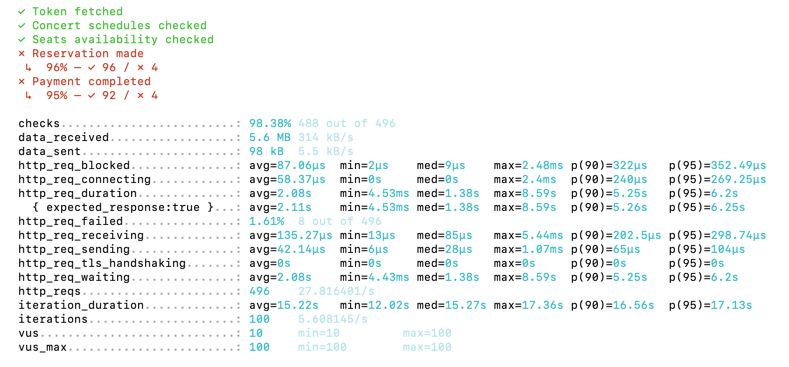 ✓ Token fetched
✓ Concert schedules checked
✓ Seats availability checked
✗ Reservation made
↳ 96% — ✓ 96 / ✗ 4
✗ Payment completed
↳ 95% — ✓ 92 / ✗ 4
checks.........................: 98.38% 488 out of 496
data_received..................: 5.6 MB 314 kB/s
data_sent......................: 98 kB 5.5 kB/s
http_req_blocked...............: avg=87.06µs min=2µs med=9µs max=2.48ms p(90)=322µs p(95)=352.49µs
http_req_connecting............: avg=58.37µs min=0s med=0s max=2.4ms p(90)=240µs p(95)=269.25µs
http_req_duration..............: avg=2.08s min=4.53ms med=1.38s max=8.59s p(90)=5.25s p(95)=6.2s
{ expected_response:true }...: avg=2.11s min=4.53ms med=1.38s max=8.59s p(90)=5.26s p(95)=6.25s
http_req_failed................: 1.61% 8 out of 496
http_req_receiving.............: avg=135.27µs min=13µs med=85µs max=5.44ms p(90)=202.5µs p(95)=298.74µs
http_req_sending...............: avg=42.14µs min=6µs med=28µs max=1.07ms p(90)=65µs p(95)=104µs
http_req_tls_handshaking.......: avg=0s min=0s med=0s max=0s p(90)=0s p(95)=0s
http_req_waiting...............: avg=2.08s min=4.43ms med=1.38s max=8.59s p(90)=5.25s p(95)=6.2s
http_reqs......................: 496 27.816401/s
iteration_duration.............: avg=15.22s min=12.02s med=15.27s max=17.36s p(90)=16.56s p(95)=17.13s
iterations.....................: 100 5.608145/s
vus............................: 10 min=10 max=100
vus_max........................: 100 min=100 max=100